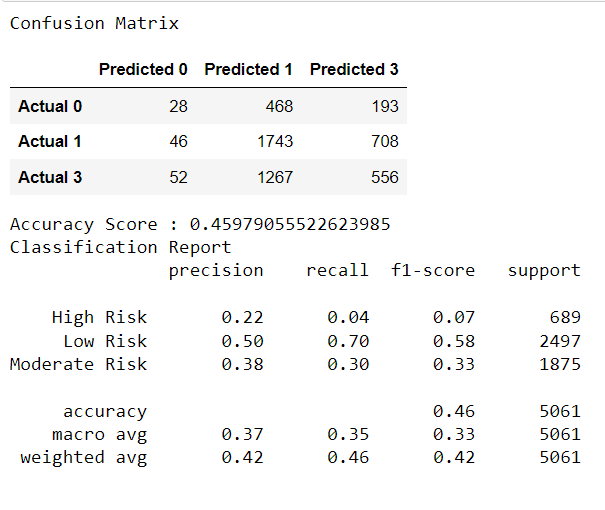 Confusion Matrix
Predicted 0 Predicted 1 Predicted 3
Actual 0 28 468 193
Actual 1 46 1743 708
Actual 3 52 1267 556
Accuracy Score : 0.45979055522623985
Classification Report
precision recall f1-score support
High Risk 0.22 0.04 0.07 689
Low Risk 0.50 0.70 0.58 2497
Moderate Risk 0.38 0.30 0.33 1875
accuracy 0.46 5061
macro avg 0.37 0.35 0.33 5061
weighted avg 0.42 0.46 0.42 5061